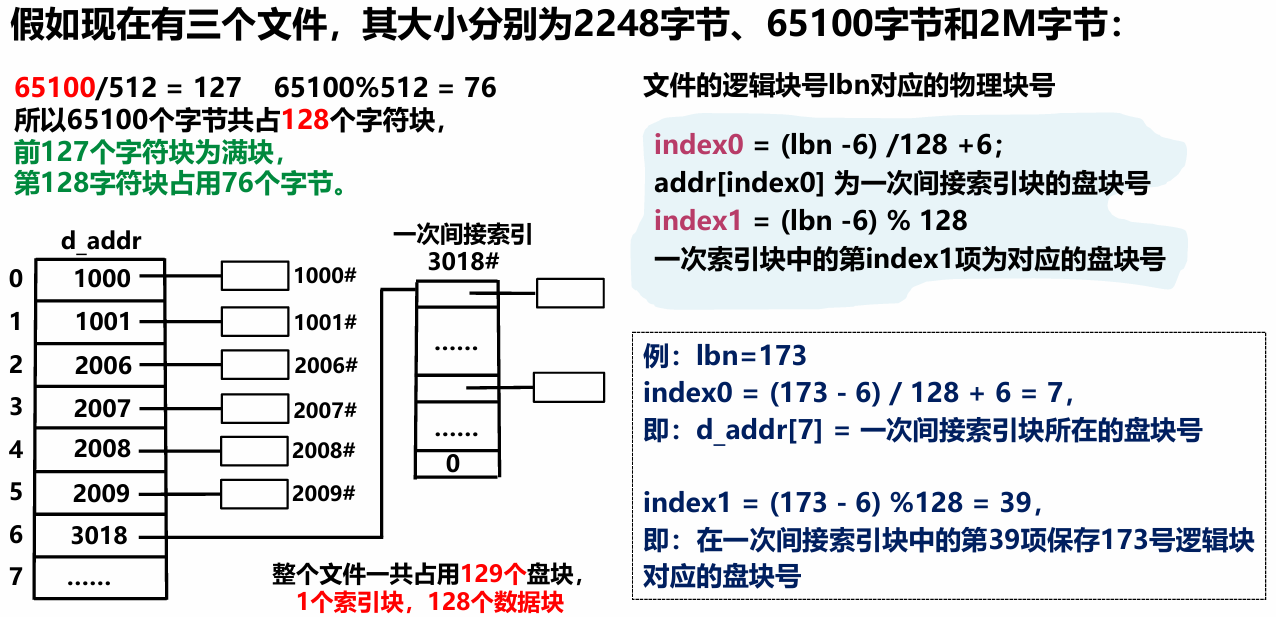 假如现在有三个文件，其大小分别为2248字节、65100字节和2M字节：
65100/512 = 127 65100%512 = 76
所以65100个字节共占128个字符块，
前127个字符块为满块，
第128字符块占用76个字节。
d_addr
0 1000 1000#
1 1001 1001#
2 2006 2006#
3 2007 2007#
4 2008 2008#
5 2009 2009#
6 3018
7 ......
一次间接索引
3018#
......
......
0
整个文件一共占用129个盘块，
1个索引块，128个数据块
文件的逻辑块号lbn对应的物理块号
index0 = (lbn -6) /128 +6;
addr[index0] 为一次间接索引块的盘块号
index1 = (lbn -6) % 128
一次索引块中的第index1项为对应的盘块号
例：lbn=173
index0 = (173 - 6) / 128 + 6 = 7，
即：d_addr[7] = 一次间接索引块所在的盘块号
index1 = (173 - 6) %128 = 39，
即：在一次间接索引块中的第39项保存173号逻辑块
对应的盘块号